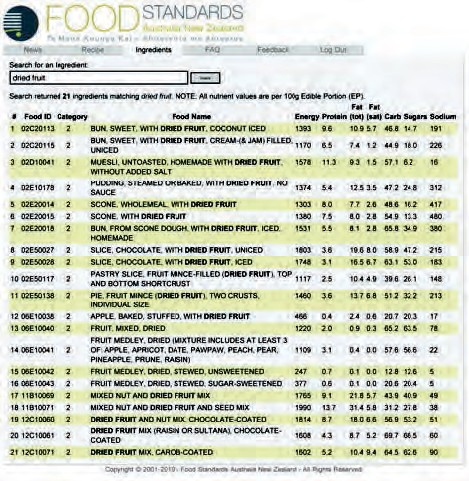 FOOD STANDARDS
Australia New Zealand
Te Mana Kounga Kai – Ahitereiria me Aotearoa
News Recipe Ingredients FAQ Feedback Log Out
Search for an Ingredient:
dried fruit
Search returned 21 ingredients matching dried fruit. NOTE: All nutrient values are per 100g Edible Portion (EP).
Fat Fat
# Food ID Category Food Name Energy Protein (tot) (sat) Carb Sugars Sodium
1 02C20113 2 BUN, SWEET, WITH DRIED FRUIT, COCONUT ICED 1393 9.6 10.9 5.7 46.8 14.7 191
2 02C20115 2 BUN, SWEET, WITH DRIED FRUIT, CREAM-(& JAM) FILLED, 1170 6.5 7.4 1.2 44.9 18.0 226
UNICED
3 02D10041 2 MUESLI, UNTOASTED, HOMEMADE WITH DRIED FRUIT, 1578 11.3 9.3 1.5 57.1 6.2 16
WITHOUT ADDED SALT
4 02E10178 2 PUDDING, STEAMED OR BAKED, WITH DRIED FRUIT, NO 1374 5.4 12.5 3.5 47.2 24.8 312
SAUCE
5 02E20014 2 SCONE, WHOLEMEAL, WITH DRIED FRUIT 1303 8.0 7.7 2.6 48.6 16.2 417
6 02E20015 2 SCONE, WITH DRIED FRUIT 1380 7.5 8.0 2.8 54.9 13.3 480
7 02E20018 2 BUN, FROM SCONE DOUGH, WITH DRIED FRUIT, ICED, 1531 5.5 8.1 2.8 65.8 34.9 380
HOMEMADE
8 02E50027 2 SLICE, CHOCOLATE, WITH DRIED FRUIT, UNICED 1803 3.6 19.6 8.0 58.9 47.2 215
9 02E50028 2 SLICE, CHOCOLATE, WITH DRIED FRUIT, ICED 1748 3.1 16.5 6.7 63.1 53.0 183
10 02E50117 2 PASTRY SLICE, FRUIT MINCE-FILLED (DRIED FRUIT), TOP 1117 2.5 10.4 4.9 39.6 26.1 148
AND BOTTOM SHORTCRUST
11 02E50138 2 PIE, FRUIT MINCE (DRIED FRUIT), TWO CRUSTS, 1460 3.6 13.7 6.8 51.2 32.2 213
INDIVIDUAL SIZE
12 06E10038 2 APPLE, BAKED, STUFFED, WITH DRIED FRUIT 466 0.4 2.4 0.6 20.7 20.3 17
13 06E10040 2 FRUIT, MIXED, DRIED 1220 2.0 0.9 0.3 65.2 63.5 78
14 06E10041 2 FRUIT MEDLEY, DRIED (MIXTURE INCLUDES AT LEAST 3 1109 3.1 0.4 0.0 57.6 56.6 22
OF: APPLE, APRICOT, DATE, PAWPAW, PEACH, PEAR,
PINEAPPLE, PRUNE, RAISIN)
15 06E10042 2 FRUIT MEDLEY, DRIED, STEWED, UNSWEETENED 247 0.7 0.1 0.0 12.8 12.6 5
16 06E10043 2 FRUIT MEDLEY, DRIED, STEWED, SUGAR-SWEETENED 377 0.6 0.1 0.0 20.6 20.4 5
17 11B10069 2 MIXED NUT AND DRIED FRUIT MIX 1765 9.1 21.8 5.7 43.9 40.9 49
18 11B10071 2 MIXED NUT AND DRIED FRUIT AND SEED MIX 1990 13.7 31.4 5.8 31.2 27.8 38
19 12C10060 2 DRIED FRUIT AND NUT MIX, CHOCOLATE-COATED 1814 8.7 18.0 6.6 56.9 53.2 51
20 12C10061 2 DRIED FRUIT MIX (RAISIN OR SULTANA), CHOCOLATE- 1608 4.3 8.7 5.2 69.7 66.5 60
COATED
21 12C10071 2 DRIED FRUIT MIX, CAROB-COATED 1602 5.2 10.4 9.4 64.5 62.6 90
Copyright © 2001-2010 - Food Standards Australia New Zealand - All Rights Reserved